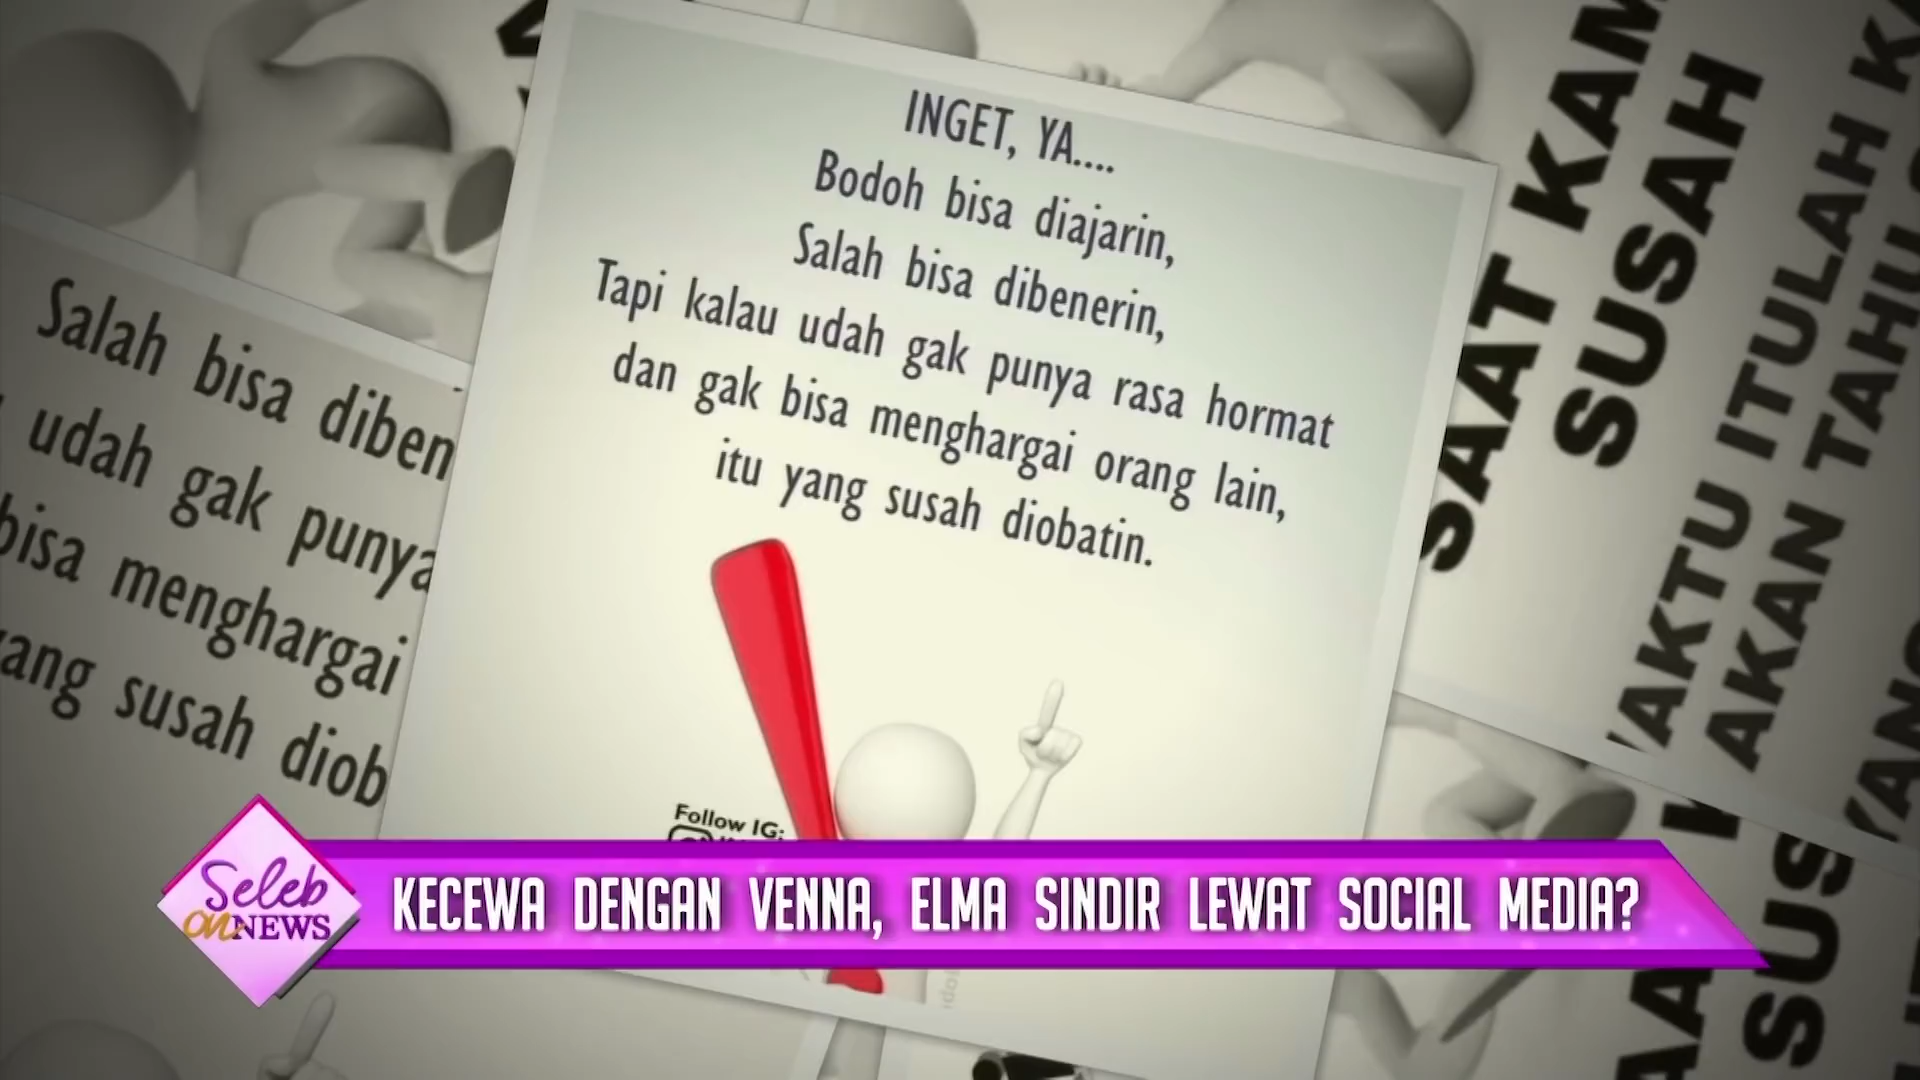 INGET, YA....
Bodoh bisa diajarin,
Salah bisa dibenerin,
Tapi kalau udah gak punya rasa hormat
dan gak bisa menghargai orang lain,
itu yang susah diobatin.
Follow IG:
Salah bisa diben
udah gak punya
bisa menghargai
yang susah diob
SAAT KAM
SUSAH
WAKTU ITULAH K
AKAN TAHU S
YANG
Seleb
on NEWS
KECEWA DENGAN VENNA, ELMA SINDIR LEWAT SOCIAL MEDIA?
SUS